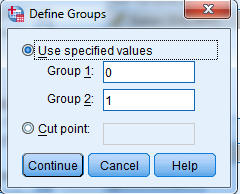 Define Groups
Use specified values
Group 1: 0
Group 2: 1
Cut point:
Continue Cancel Help